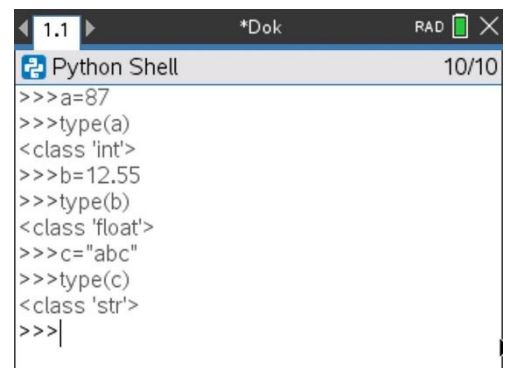 1.1 *Dok RAD
Python Shell 10/10
>>>a=87
>>>type(a)
<class 'int'>
>>>b=12.55
>>>type(b)
<class 'float'>
>>>c="abc"
>>>type(c)
<class 'str'>
>>>